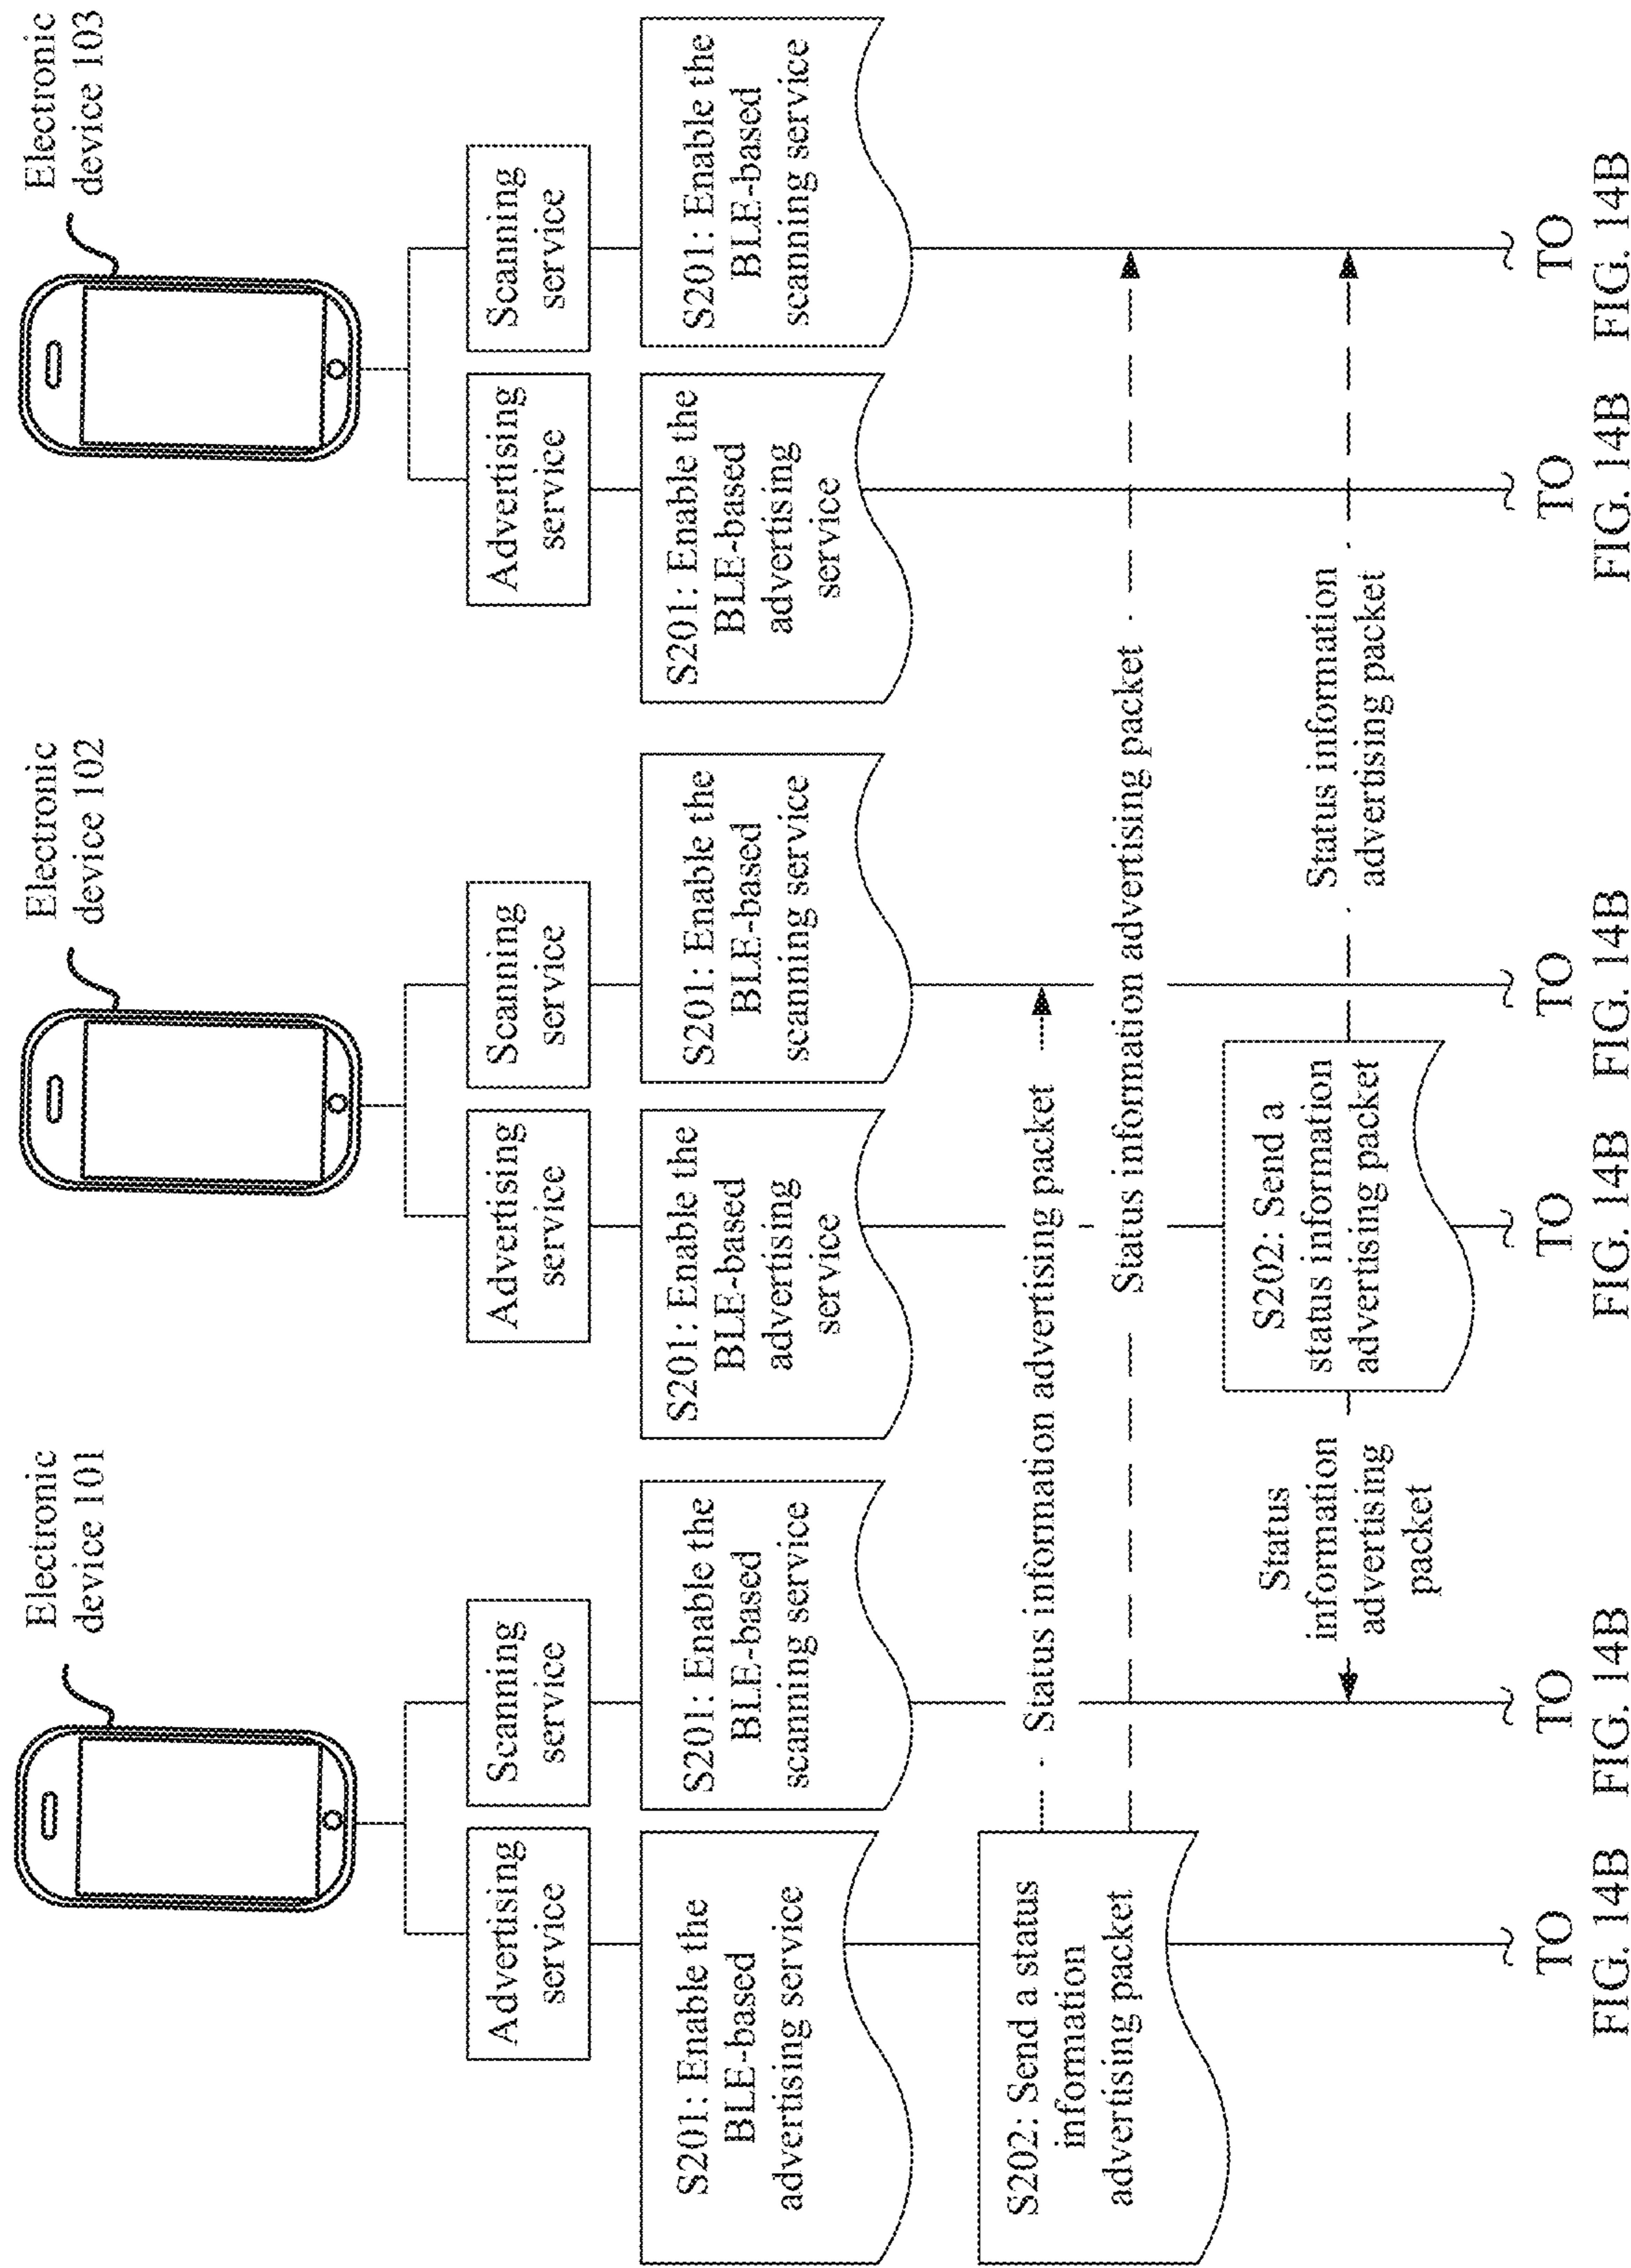 Electronic
device 101
Electronic
device 102
Electronic
device 103
Advertising
service
Scanning
service
Advertising
service
Scanning
service
Advertising
service
Scanning
service
S201: Enable the
BLE-based
advertising service
S201: Enable the
BLE-based
scanning service
S201: Enable the
BLE-based
advertising
service
S201: Enable the
BLE-based
scanning service
S201: Enable the
BLE-based
advertising
service
S201: Enable the
BLE-based
scanning service
S202: Send a status
information
advertising packet
Status information advertising packet
Status information advertising packet
Status
information
advertising
packet
S202: Send a
status information
advertising packet
Status information
advertising packet
TO
FIG. 14B
TO
FIG. 14B
TO
FIG. 14B
TO
FIG. 14B
TO
FIG. 14B
TO
FIG. 14B